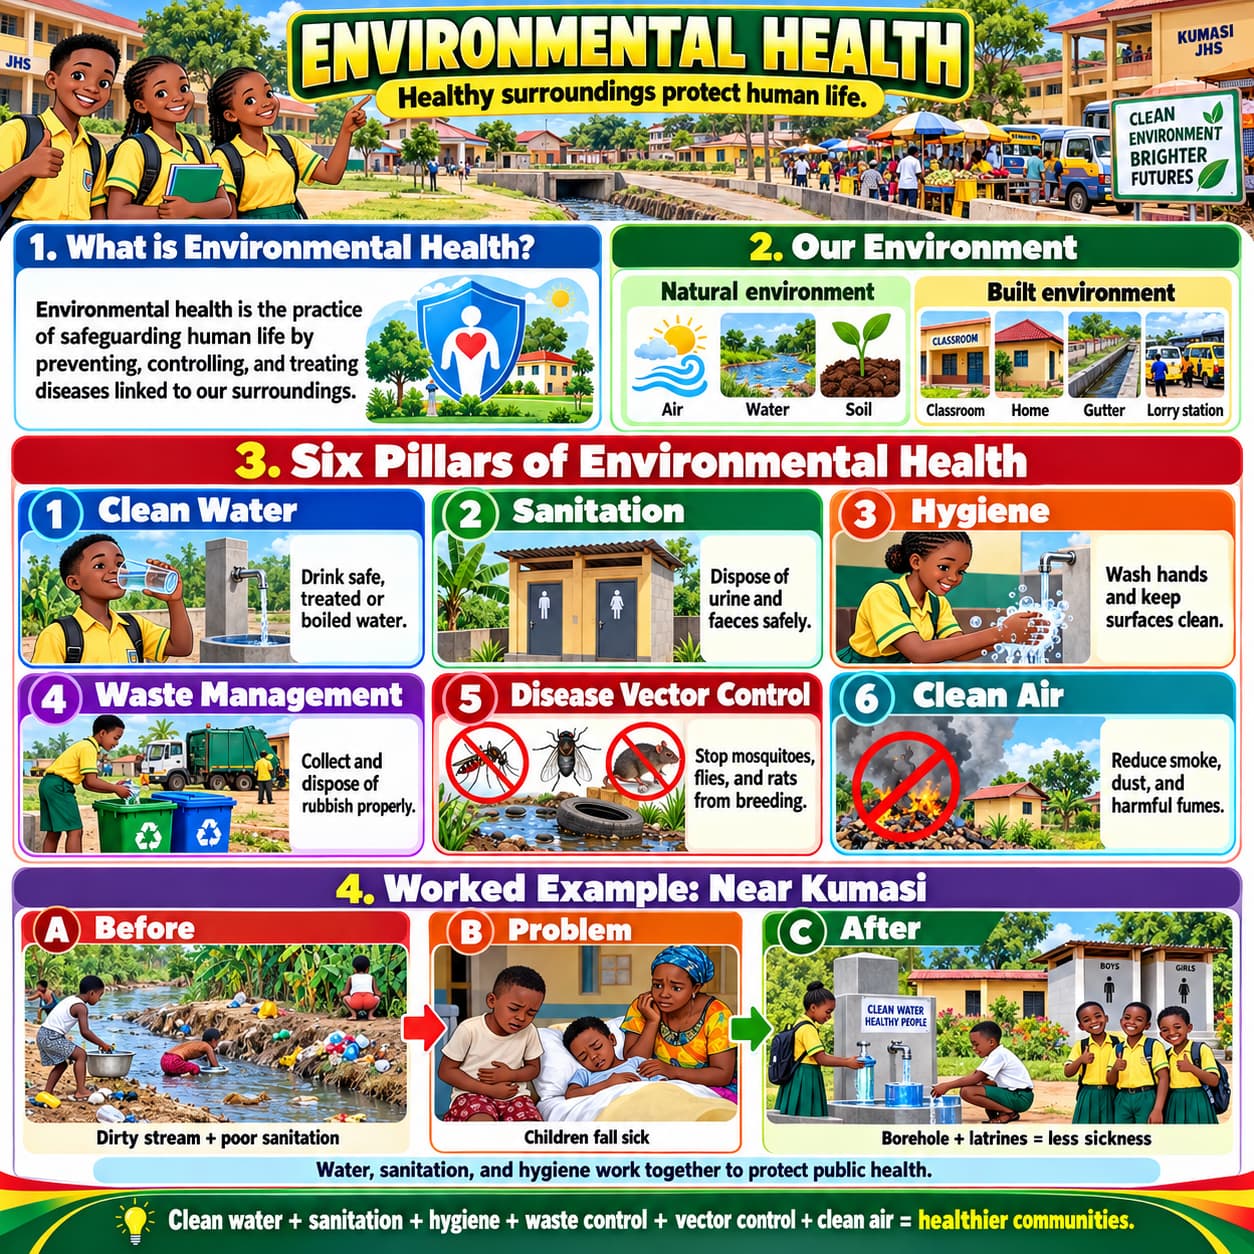 JHS
ENVIRONMENTAL HEALTH
Healthy surroundings protect human life.
KUMASI
JHS
CLEAN
ENVIRONMENT
BRIGHTER
FUTURES
1. What is Environmental Health?
Environmental health is the practice
of safeguarding human life by
preventing, controlling, and treating
diseases linked to our surroundings.
2. Our Environment
Natural environment
Air
Water
Soil
Built environment
CLASSROOM
Classroom
Home
Gutter
Lorry station
3. Six Pillars of Environmental Health
1 Clean Water
Drink safe,
treated or
boiled water.
2 Sanitation
Dispose of
urine and
faeces safely.
3 Hygiene
Wash hands
and keep
surfaces clean.
4 Waste Management
Collect and
dispose of
rubbish properly.
5 Disease Vector Control
Stop mosquitoes,
flies, and rats
from breeding.
6 Clean Air
Reduce smoke,
dust, and
harmful fumes.
4. Worked Example: Near Kumasi
A Before
Dirty stream + poor sanitation
B Problem
Children fall sick
C After
CLEAN WATER
HEALTHY PEOPLE
BOYS
GIRLS
Borehole + latrines = less sickness
Water, sanitation, and hygiene work together to protect public health.
Clean water + sanitation + hygiene + waste control + vector control + clean air = healthier communities.